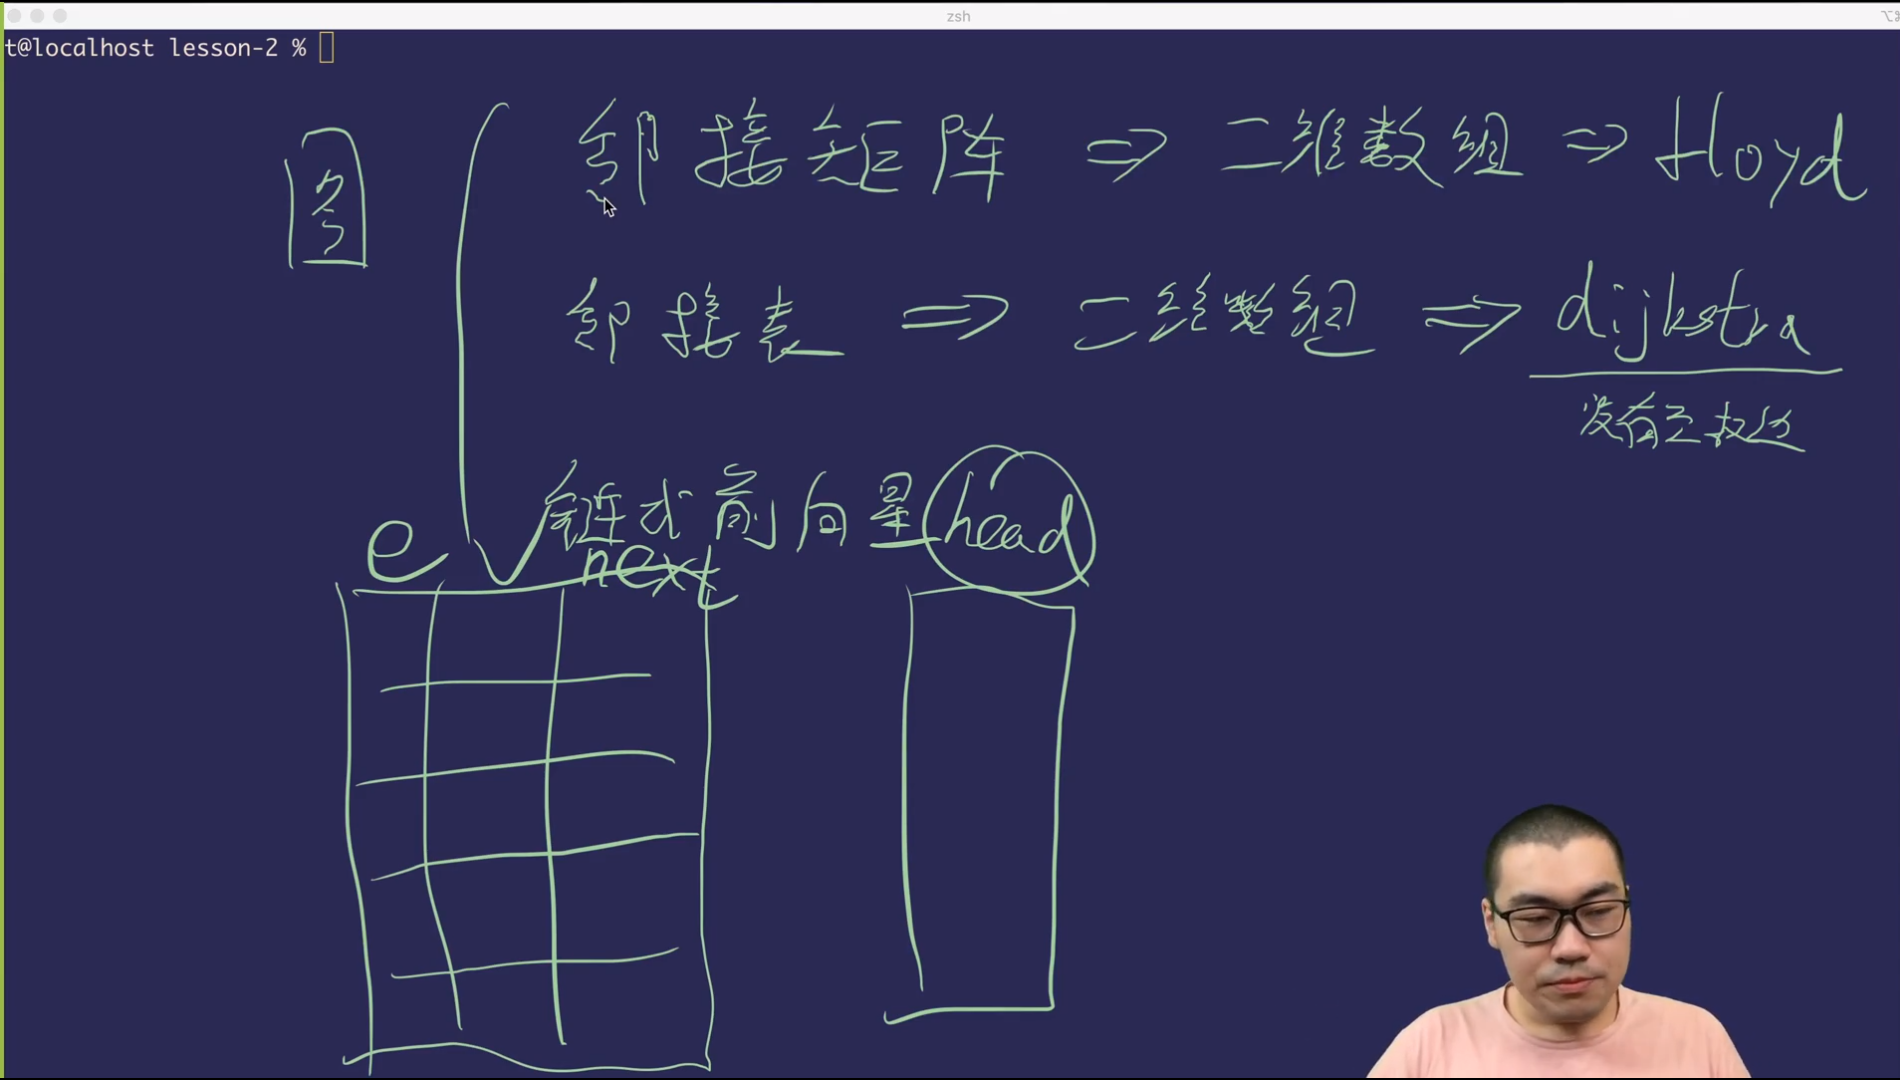 zsh
t@localhost lesson-2 %
图
邻接矩阵 ⇒ 二维数组 ⇒ floyd
邻接表 ⇒ 二维数组 ⇒ dijkstra
没有负权边
链式前向星 head
e next